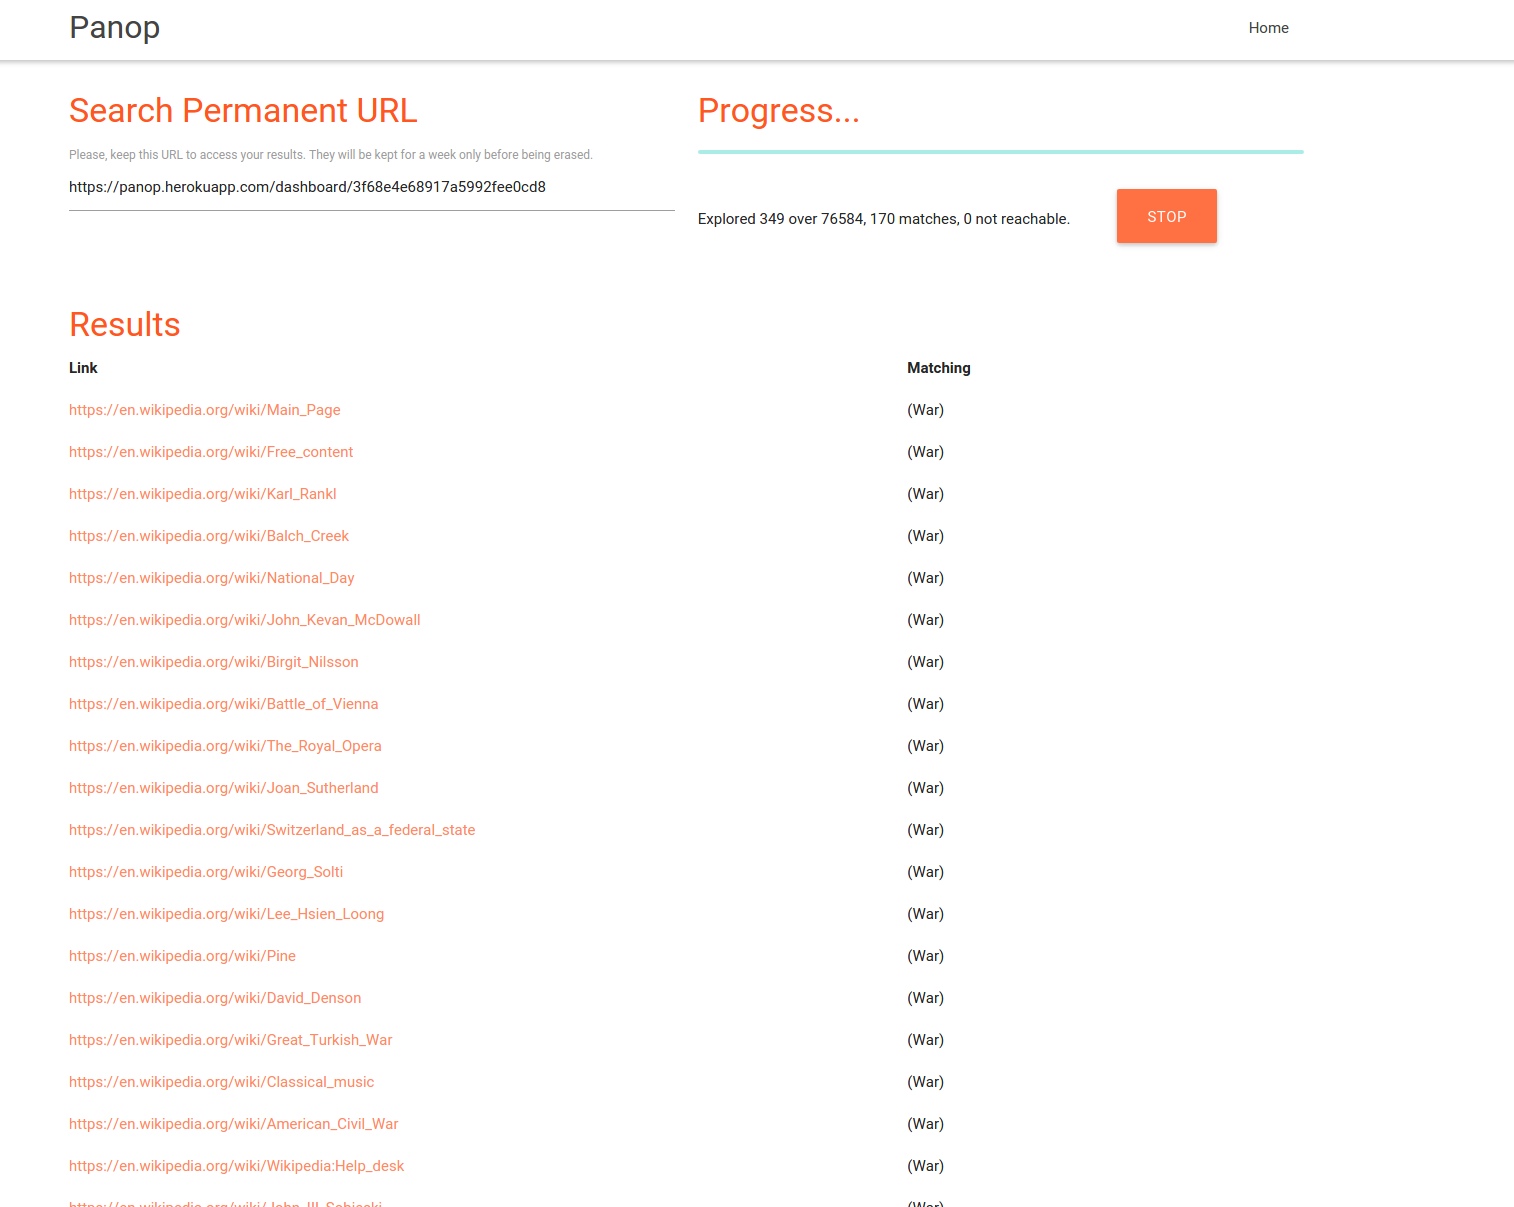 Panop
Home
Search Permanent URL
Please, keep this URL to access your results. They will be kept for a week only before being erased.
https://panop.herokuapp.com/dashboard/3f68e4e68917a5992fee0cd8
Progress...
Explored 349 over 76584, 170 matches, 0 not reachable.
STOP
Results
Link Matching
https://en.wikipedia.org/wiki/Main_Page (War)
https://en.wikipedia.org/wiki/Free_content (War)
https://en.wikipedia.org/wiki/Karl_Rankl (War)
https://en.wikipedia.org/wiki/Balch_Creek (War)
https://en.wikipedia.org/wiki/National_Day (War)
https://en.wikipedia.org/wiki/John_Kevan_McDowall (War)
https://en.wikipedia.org/wiki/Birgit_Nilsson (War)
https://en.wikipedia.org/wiki/Battle_of_Vienna (War)
https://en.wikipedia.org/wiki/The_Royal_Opera (War)
https://en.wikipedia.org/wiki/Joan_Sutherland (War)
https://en.wikipedia.org/wiki/Switzerland_as_a_federal_state (War)
https://en.wikipedia.org/wiki/Georg_Solti (War)
https://en.wikipedia.org/wiki/Lee_Hsien_Loong (War)
https://en.wikipedia.org/wiki/Pine (War)
https://en.wikipedia.org/wiki/David_Denson (War)
https://en.wikipedia.org/wiki/Great_Turkish_War (War)
https://en.wikipedia.org/wiki/Classical_music (War)
https://en.wikipedia.org/wiki/American_Civil_War (War)
https://en.wikipedia.org/wiki/Wikipedia:Help_desk (War)
https://en.wikipedia.org/wiki/John_III_Sobieski (War)